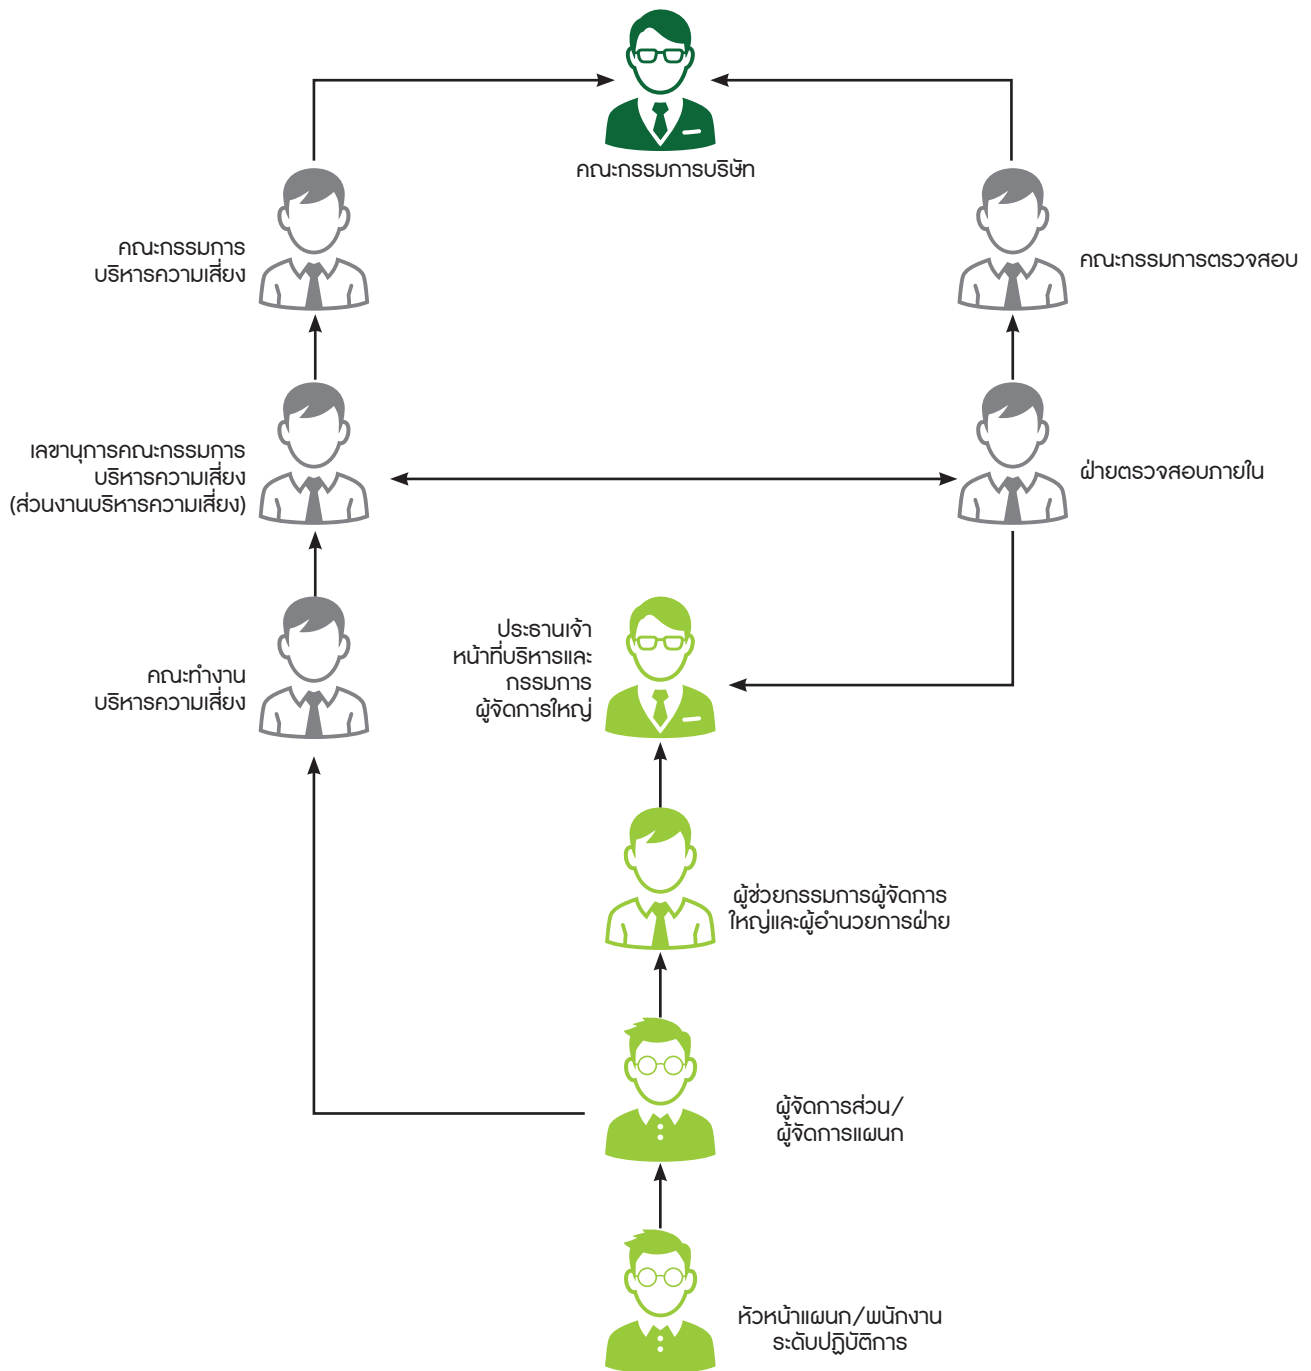 คณะกรรมการบริษัท
คณะกรรมการ
บริหารความเสี่ยง
คณะกรรมการตรวจสอบ
เลขานุการคณะกรรมการ
บริหารความเสี่ยง
(ส่วนงานบริหารความเสี่ยง)
ฝ่ายตรวจสอบภายใน
คณะทำงาน
บริหารความเสี่ยง
ประธานเจ้า
หน้าที่บริหารและ
กรรมการ
ผู้จัดการใหญ่
ผู้ช่วยกรรมการผู้จัดการ
ใหญ่และผู้อำนวยการฝ่าย
ผู้จัดการส่วน/
ผู้จัดการแผนก
หัวหน้าแผนก/พนักงาน
ระดับปฏิบัติการ